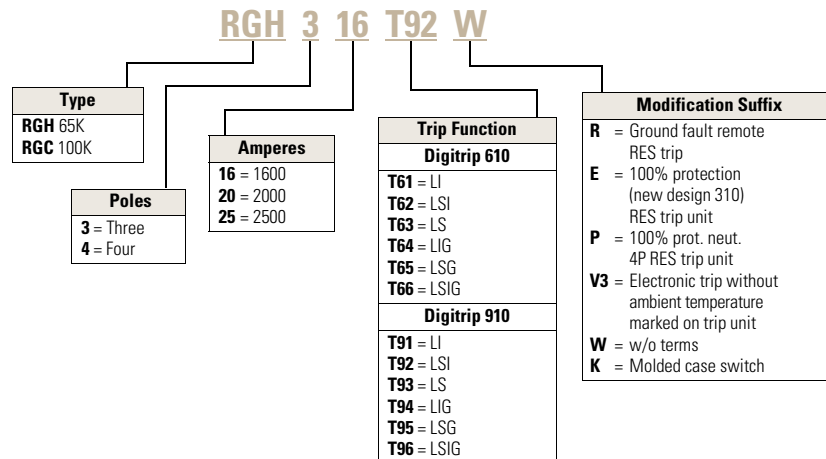 RGH 3 16 T92 W
Type
RGH 65K
RGC 100K
Poles
3 = Three
4 = Four
Amperes
16 = 1600
20 = 2000
25 = 2500
Trip Function
Digitrip 610
T61 = LI
T62 = LSI
T63 = LS
T64 = LIG
T65 = LSG
T66 = LSIG
Digitrip 910
T91 = LI
T92 = LSI
T93 = LS
T94 = LIG
T95 = LSG
T96 = LSIG
Modification Suffix
R = Ground fault remote
RES trip
E = 100% protection
(new design 310)
RES trip unit
P = 100% prot. neut.
4P RES trip unit
V3 = Electronic trip without
ambient temperature
marked on trip unit
W = w/o terms
K = Molded case switch